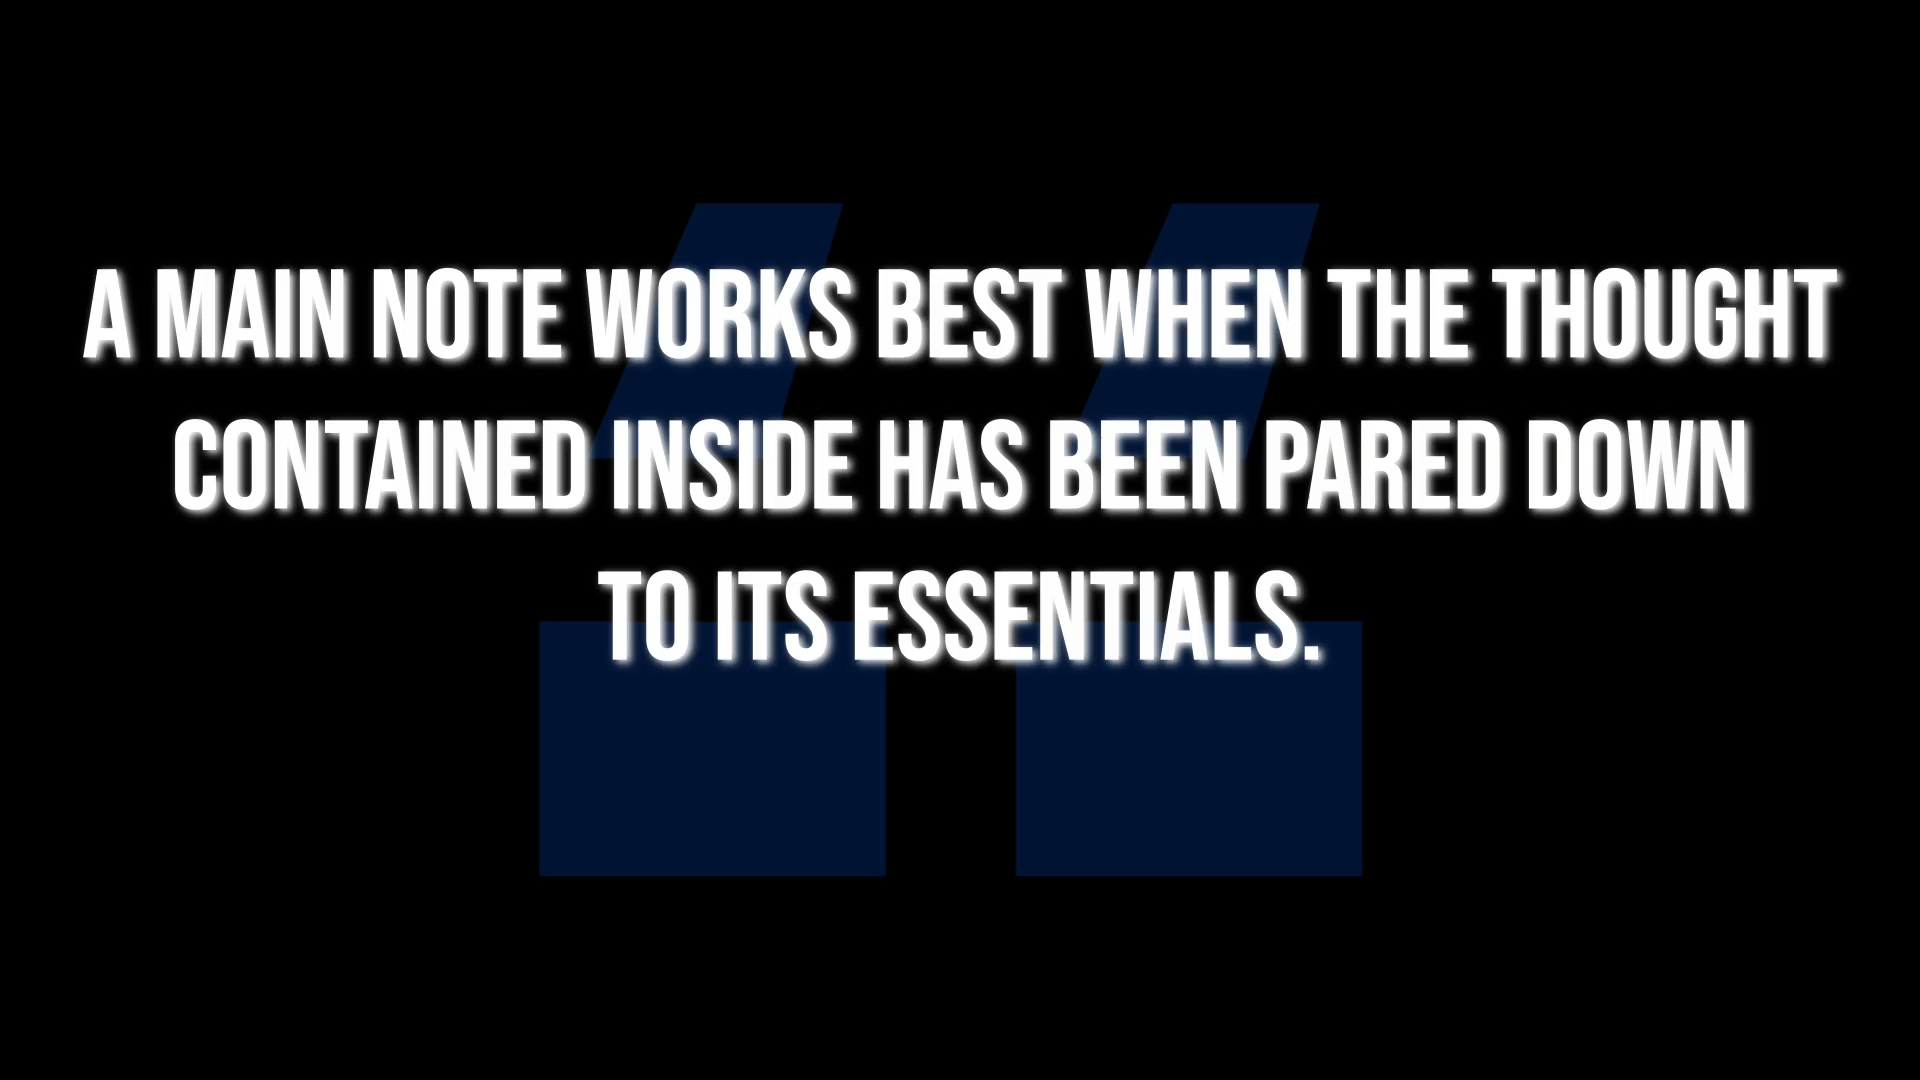 A MAIN NOTE WORKS BEST WHEN THE THOUGHT
CONTAINED INSIDE HAS BEEN PARED DOWN
TO ITS ESSENTIALS.